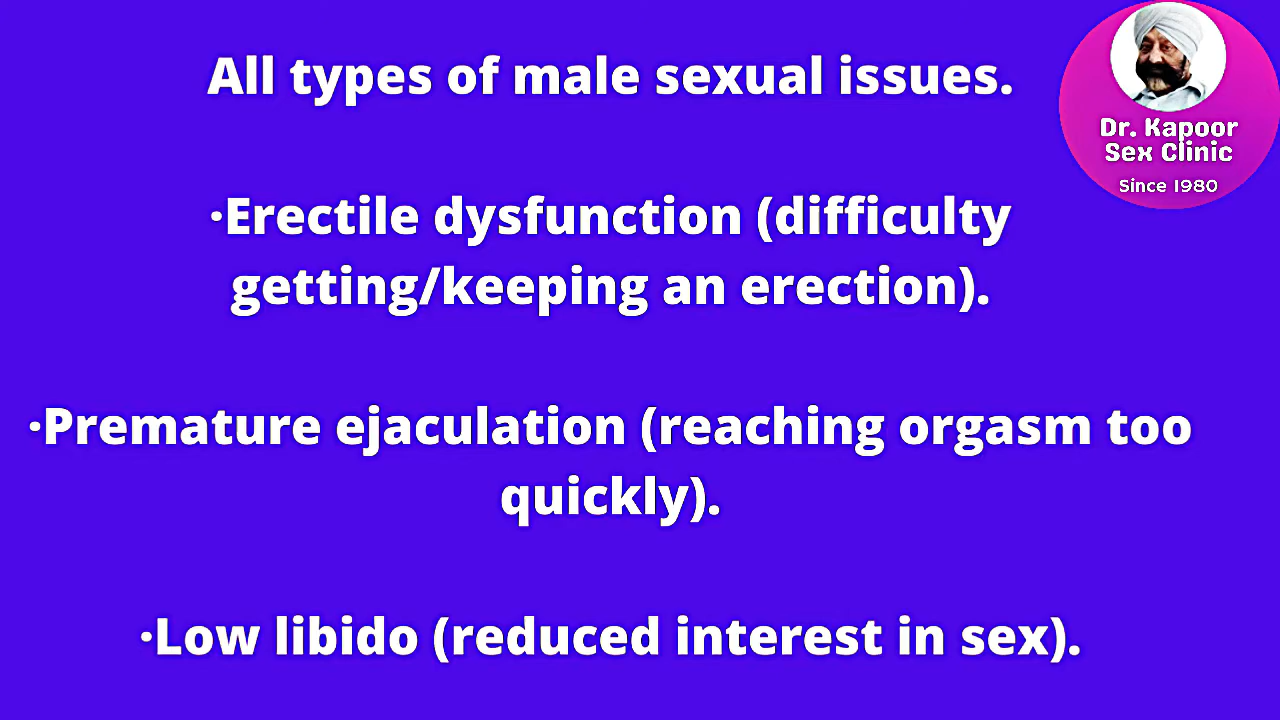 All types of male sexual issues.
Dr. Kapoor
Sex Clinic
Since 1980
·Erectile dysfunction (difficulty
getting/keeping an erection).
·Premature ejaculation (reaching orgasm too
quickly).
·Low libido (reduced interest in sex).